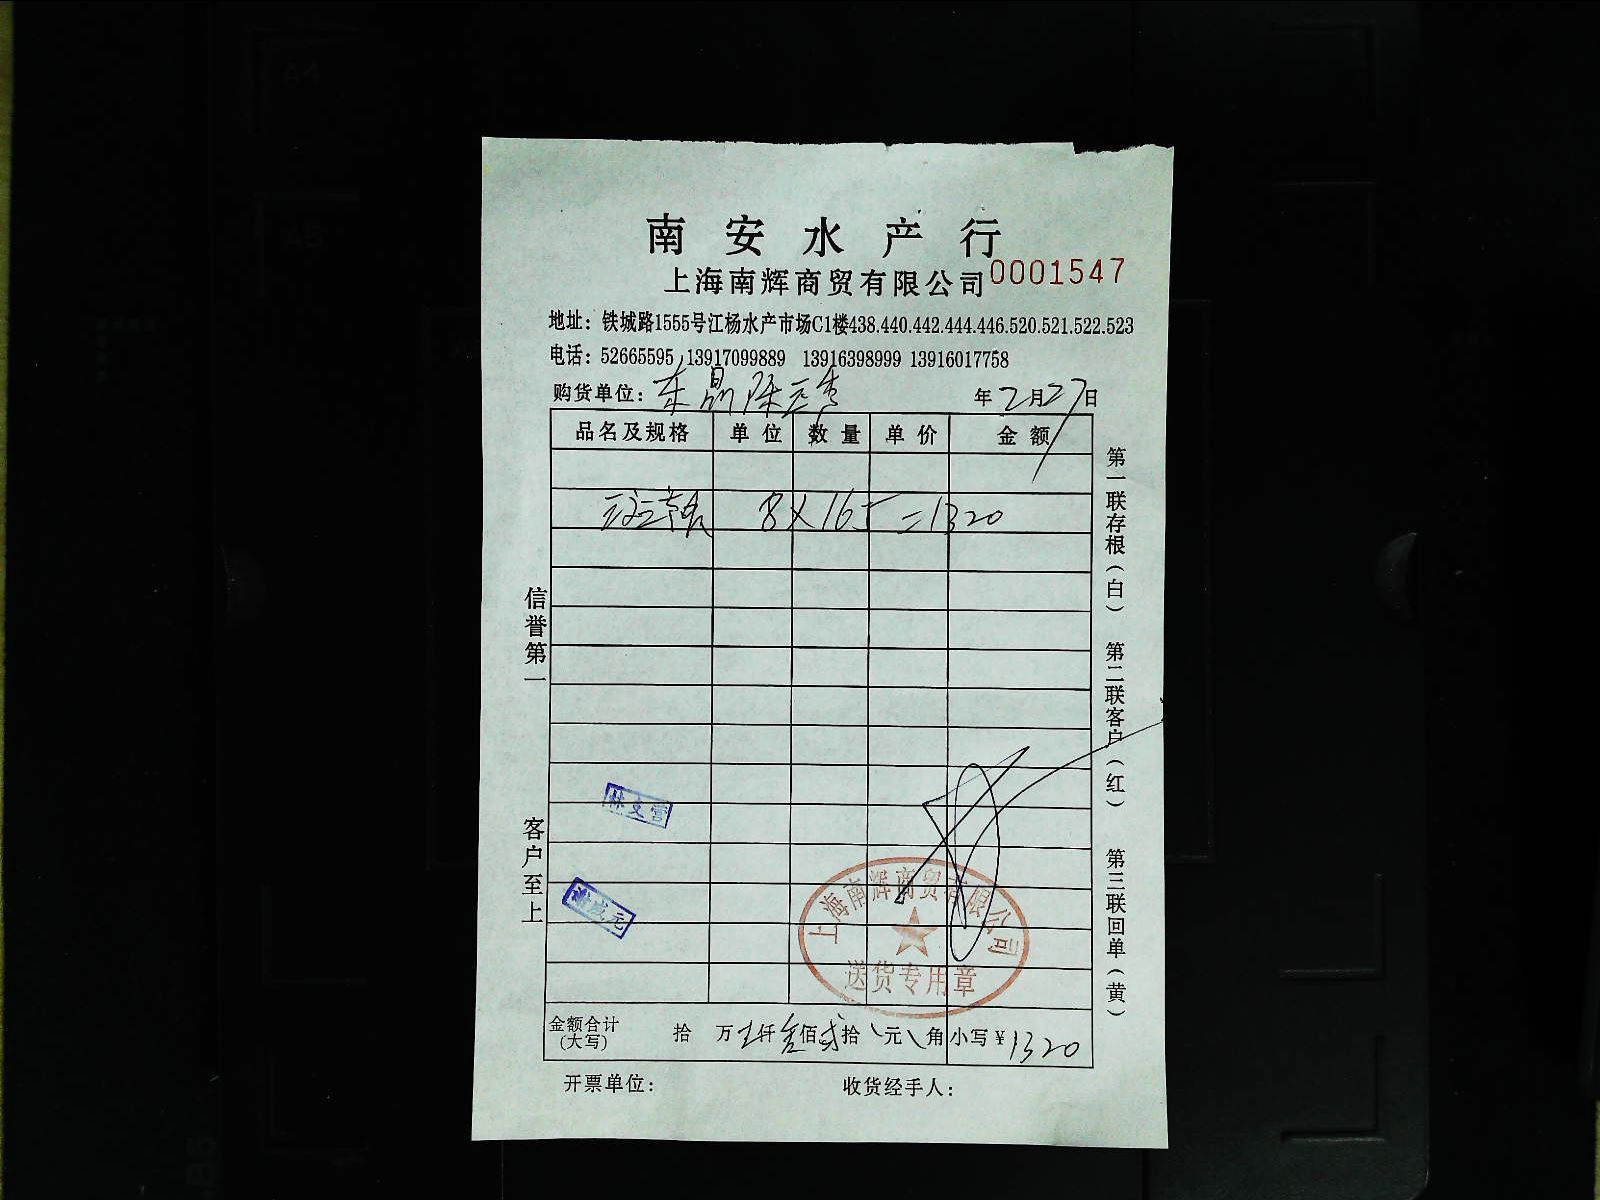 南安水产行
上海南辉商贸有限公司 0001547
地址：铁城路1555号江杨水产市场C1楼438.440.442.444.446.520.521.522.523
电话：52665595 13917099889 13916398999 13916017758
购货单位：东晶 年2月27日
品名及规格 单位 数量 单价 金额
8×165=1320
信誉第一
客户至上
第一联存根（白） 第二联客户（红） 第三联回单（黄）
上海南辉商贸有限公司
送货专用章
金额合计（大写） 拾 万 仟 佰 贰拾 元 角 小写￥1320
开票单位： 收货经手人：